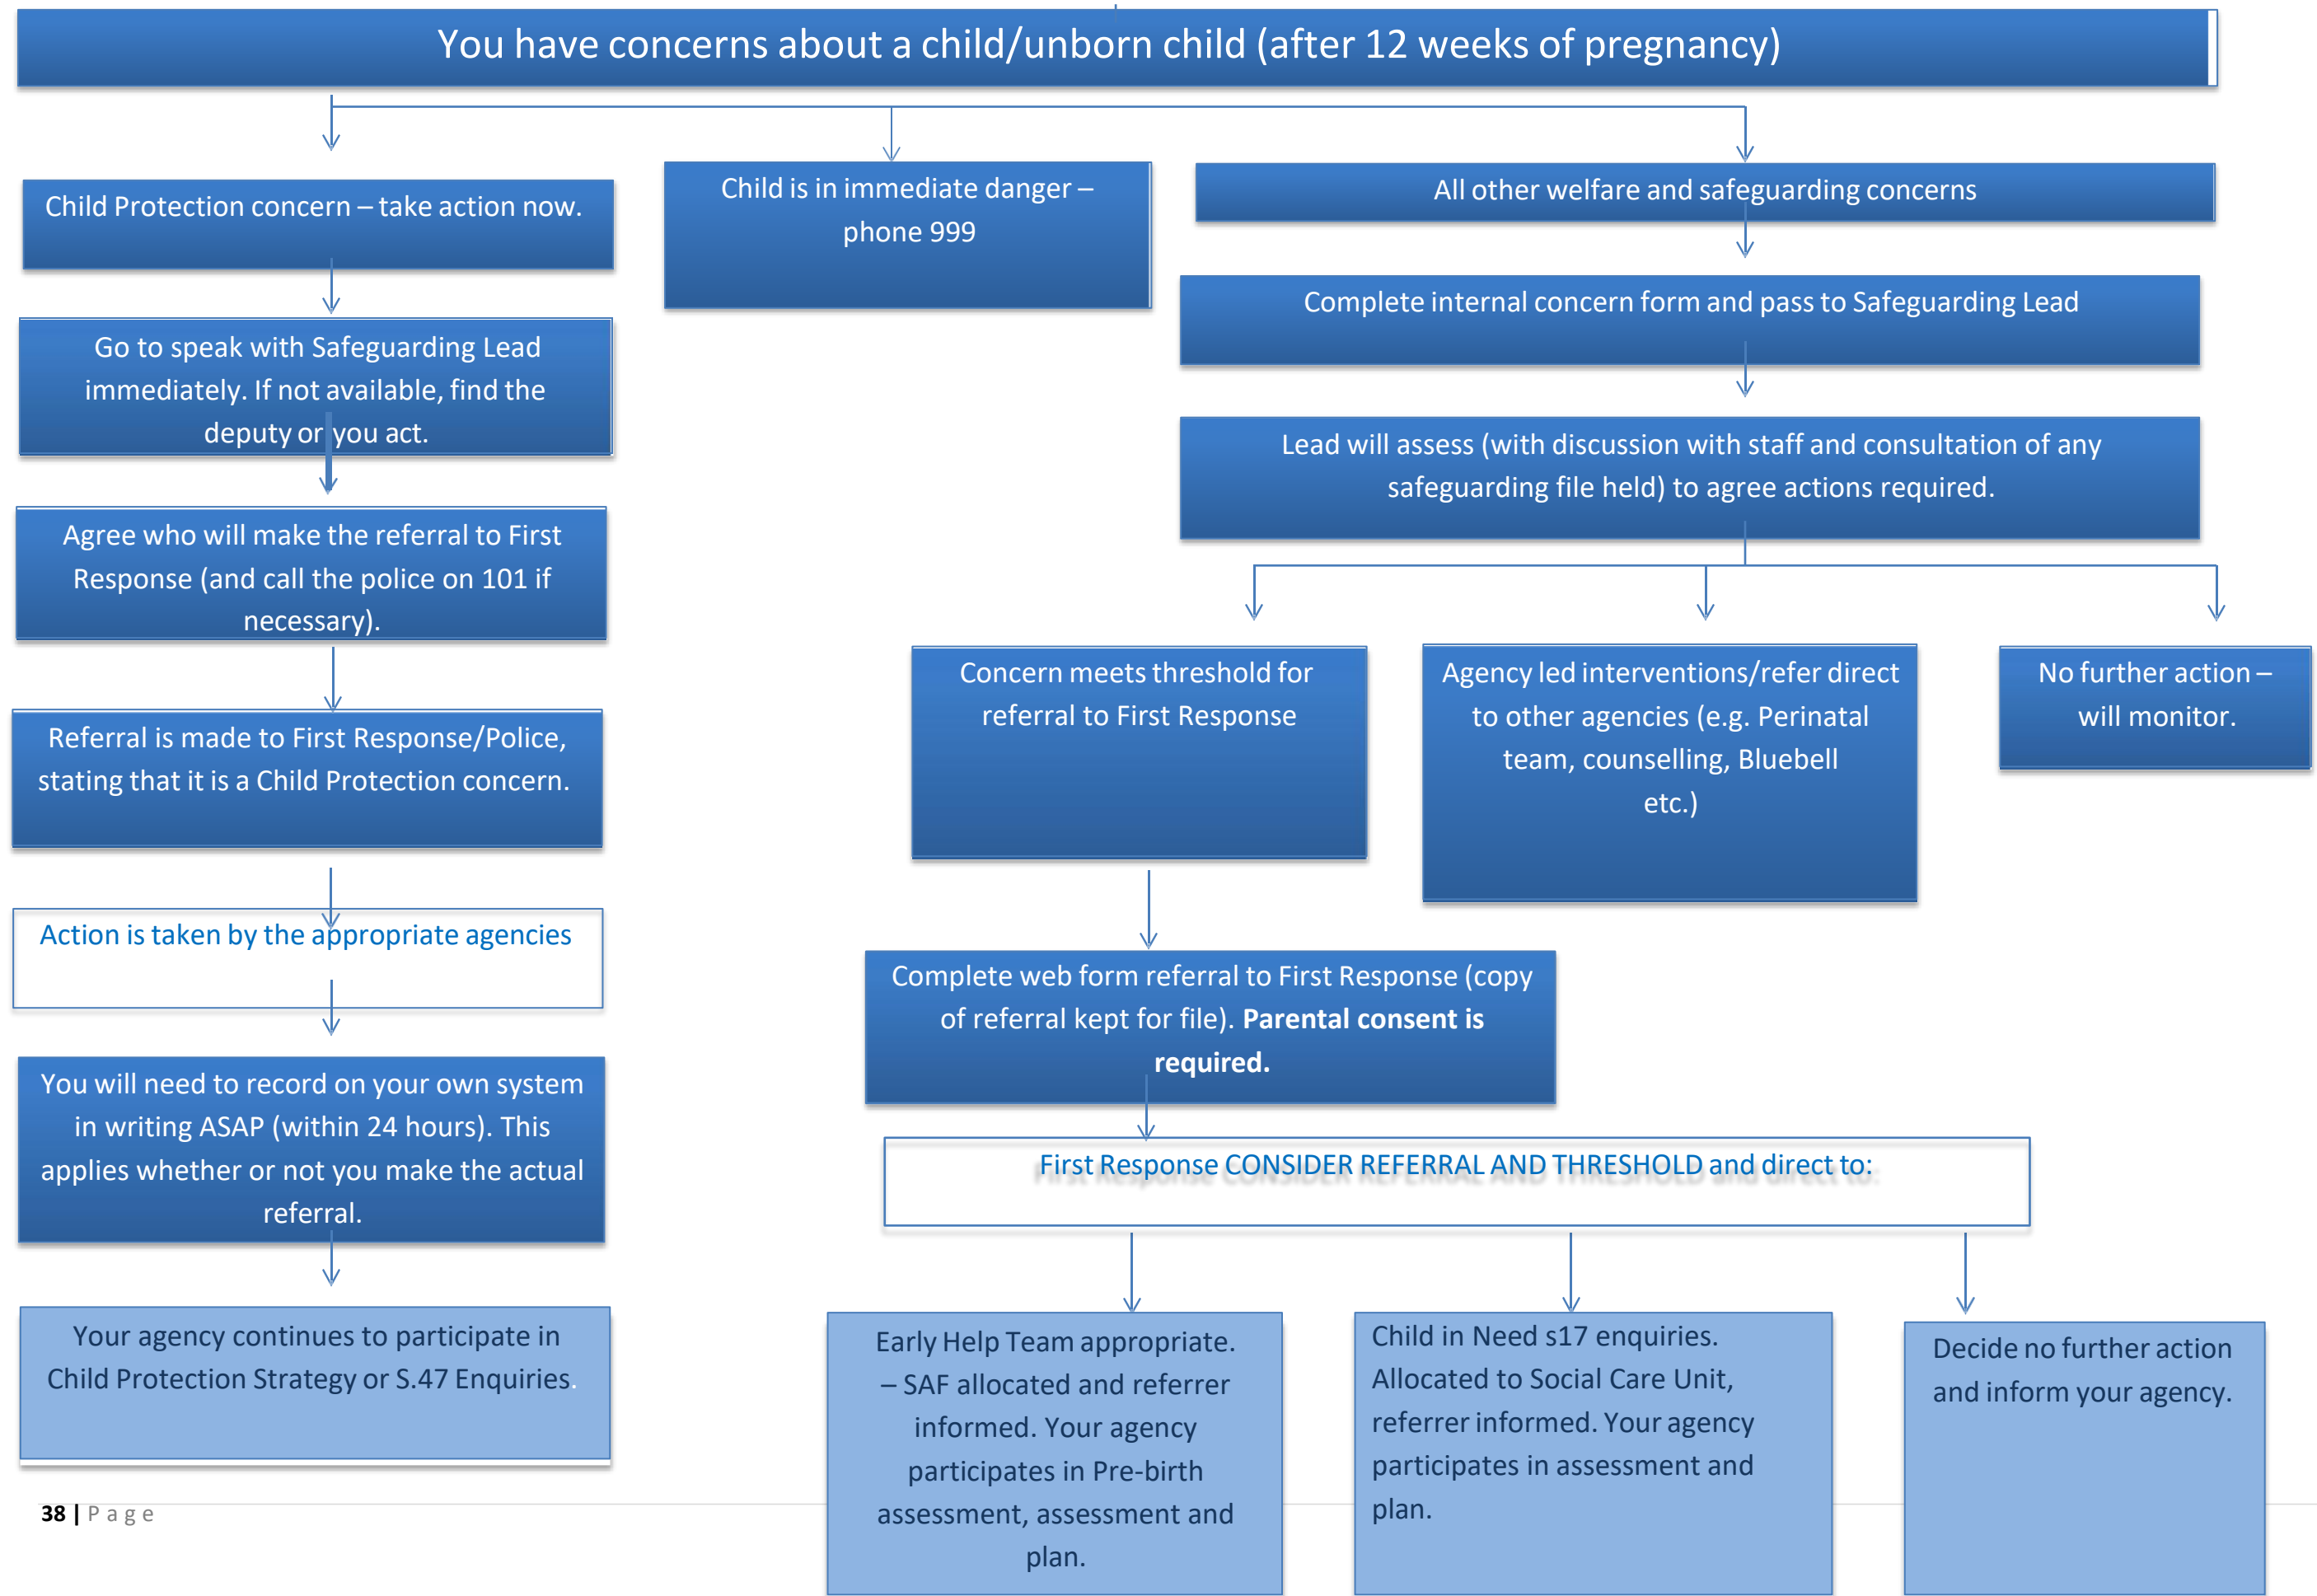 You have concerns about a child/unborn child (after 12 weeks of pregnancy)
Child Protection concern – take action now.
Go to speak with Safeguarding Lead
immediately. If not available, find the
deputy or you act.
Agree who will make the referral to First
Response (and call the police on 101 if
necessary).
Referral is made to First Response/Police,
stating that it is a Child Protection concern.
Action is taken by the appropriate agencies
You will need to record on your own system
in writing ASAP (within 24 hours). This
applies whether or not you make the actual
referral.
Your agency continues to participate in
Child Protection Strategy or S.47 Enquiries.
Child is in immediate danger –
phone 999
All other welfare and safeguarding concerns
Complete internal concern form and pass to Safeguarding Lead
Lead will assess (with discussion with staff and consultation of any
safeguarding file held) to agree actions required.
Concern meets threshold for
referral to First Response
Agency led interventions/refer direct
to other agencies (e.g. Perinatal
team, counselling, Bluebell
etc.)
No further action –
will monitor.
Complete web form referral to First Response (copy
of referral kept for file). Parental consent is
required.
First Response CONSIDER REFERRAL AND THRESHOLD and direct to:
Early Help Team appropriate.
– SAF allocated and referrer
informed. Your agency
participates in Pre-birth
assessment, assessment and
plan.
Child in Need s17 enquiries.
Allocated to Social Care Unit,
referrer informed. Your agency
participates in assessment and
plan.
Decide no further action
and inform your agency.
38 | Page